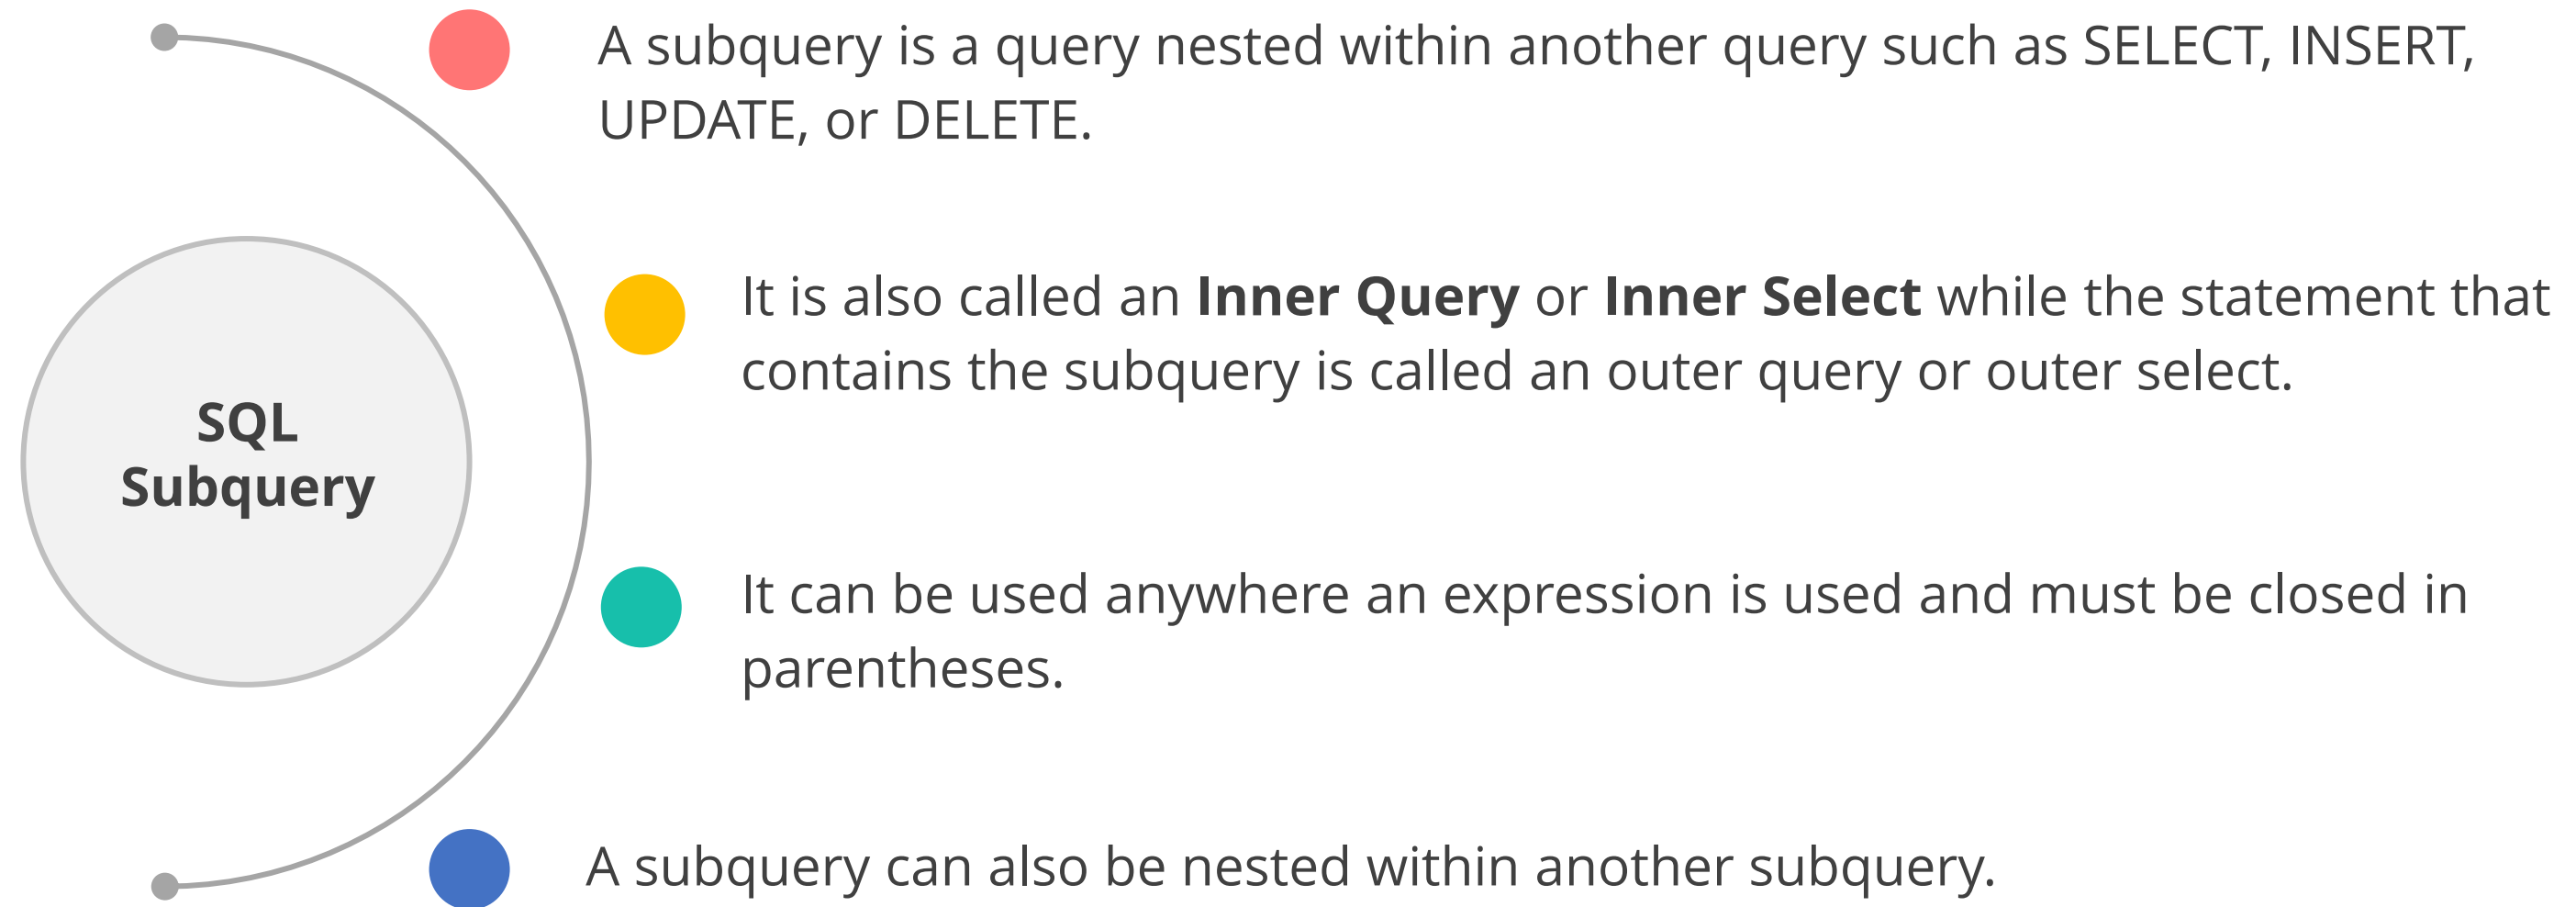 A subquery is a query nested within another query such as SELECT, INSERT,
UPDATE, or DELETE.
It is also called an Inner Query or Inner Select while the statement that
contains the subquery is called an outer query or outer select.
SQL
Subquery
It can be used anywhere an expression is used and must be closed in
parentheses.
A subquery can also be nested within another subquery.